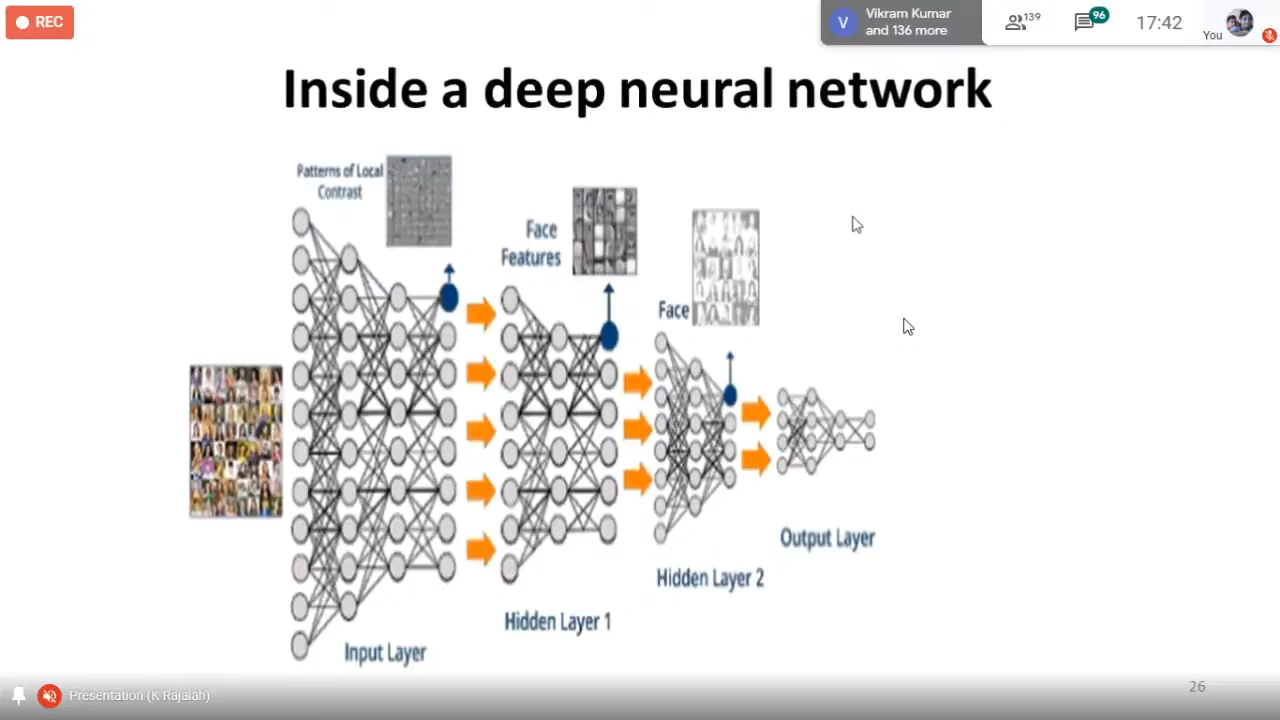 REC
V
Vikram Kumar
and 136 more
139
96
17:42
You
Inside a deep neural network
Patterns of Local
Contrast
Face
Features
Face
Output Layer
Hidden Layer 2
Hidden Layer 1
Input Layer
Presentation (K Rajaiah)
26